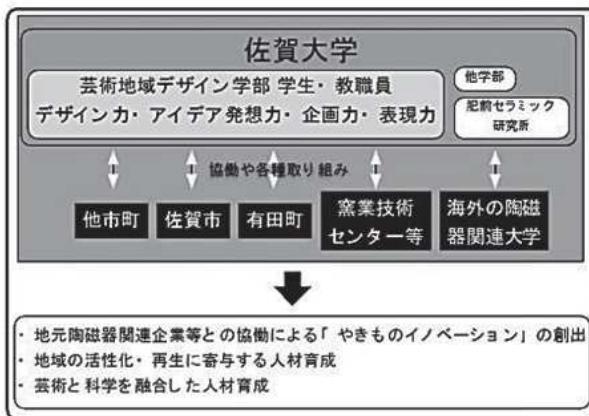 佐賀大学
芸術地域デザイン学部 学生・教職員
デザイン力・アイデア発想力・企画力・表現力
他学部
肥前セラミック
研究所
協働や各種取り組み
他市町
佐賀市
有田町
窯業技術
センター等
海外の陶磁
器関連大学
・地元陶磁器関連企業等との協働による「やきものイノベーション」の創出
・地域の活性化・再生に寄与する人材育成
・芸術と科学を融合した人材育成